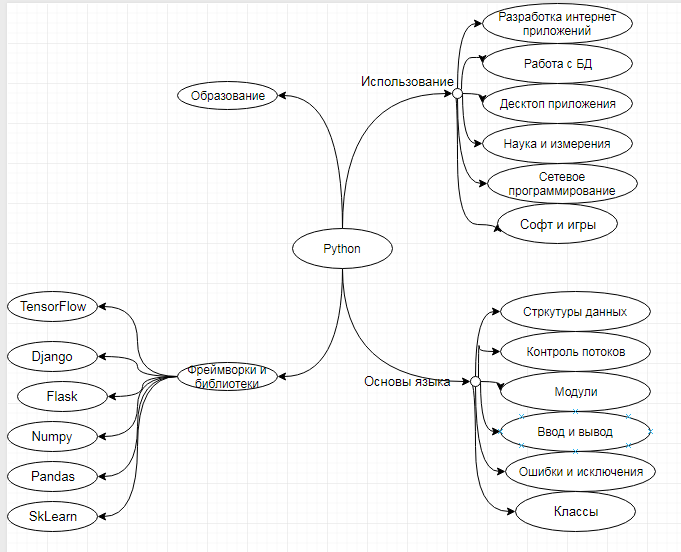 Разработка интернет
приложений
Использование
Работа с БД
Образование
Десктоп приложения
Наука и измерения
Сетевое
программирование
Софт и игры
Python
TensorFlow
Django
Flask
Numpy
Pandas
SkLearn
Фреймворки и
библиотеки
Основы языка
Стркутуры данных
Контроль потоков
Модули
Ввод и вывод
Ошибки и исключения
Классы